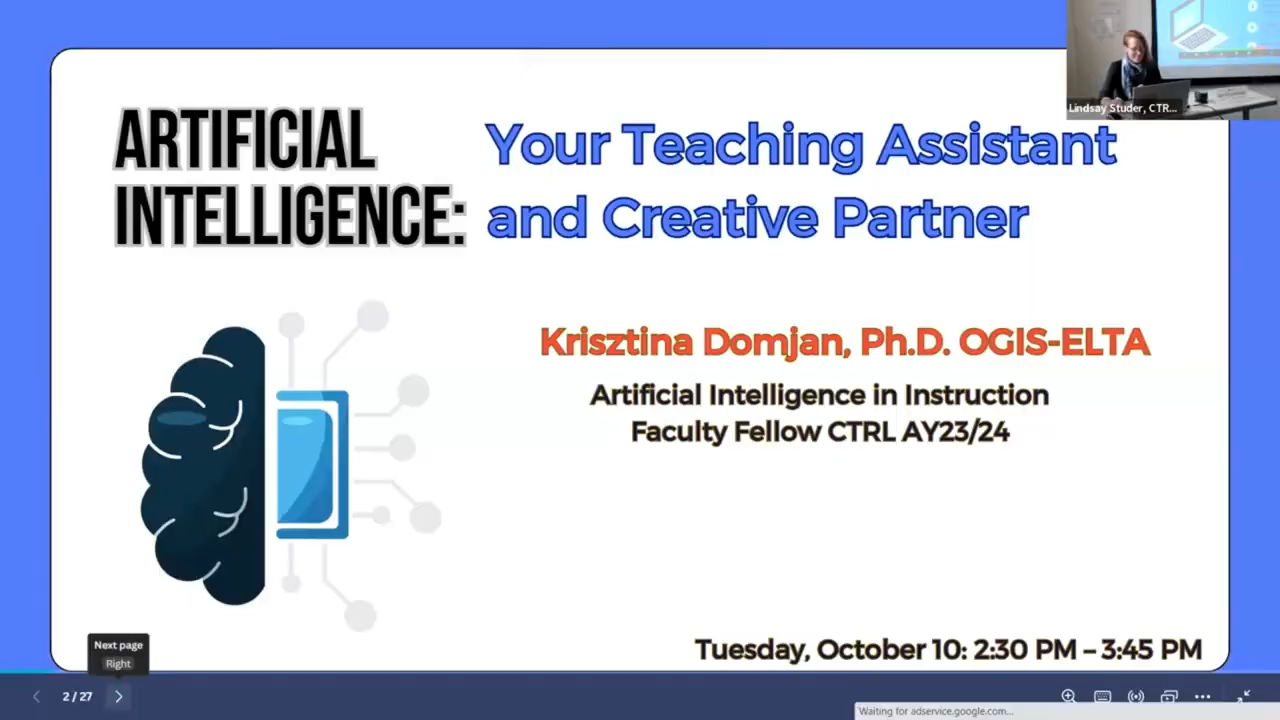 ARTIFICIAL
INTELLIGENCE:
Your Teaching Assistant
and Creative Partner
Lindsay Studer, CTR...
Krisztina Domjan, Ph.D. OGIS-ELTA
Artificial Intelligence in Instruction
Faculty Fellow CTRL AY23/24
Tuesday, October 10: 2:30 PM – 3:45 PM
Next page
Right
2 / 27
Waiting for adservice.google.com...